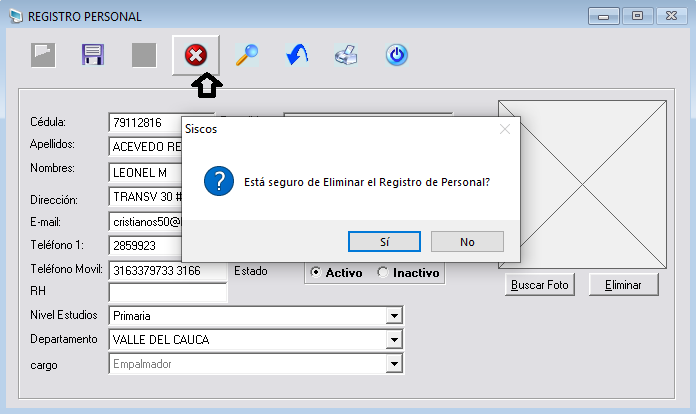 REGISTRO PERSONAL
Cédula:
79112816
Siscos
Apellidos:
ACEVEDO RE
Nombres:
LEONEL M
Está seguro de Eliminar el Registro de Personal?
Dirección:
TRANSV 30 #
E-mail:
cristianos50@
Teléfono 1:
2859923
Sí
No
Teléfono Movil:
3163379733 3166
Estado
Activo
Inactivo
RH
Buscar Foto
Eliminar
Nivel Estudios
Primaria
Departamento
VALLE DEL CAUCA
cargo
Empalmador